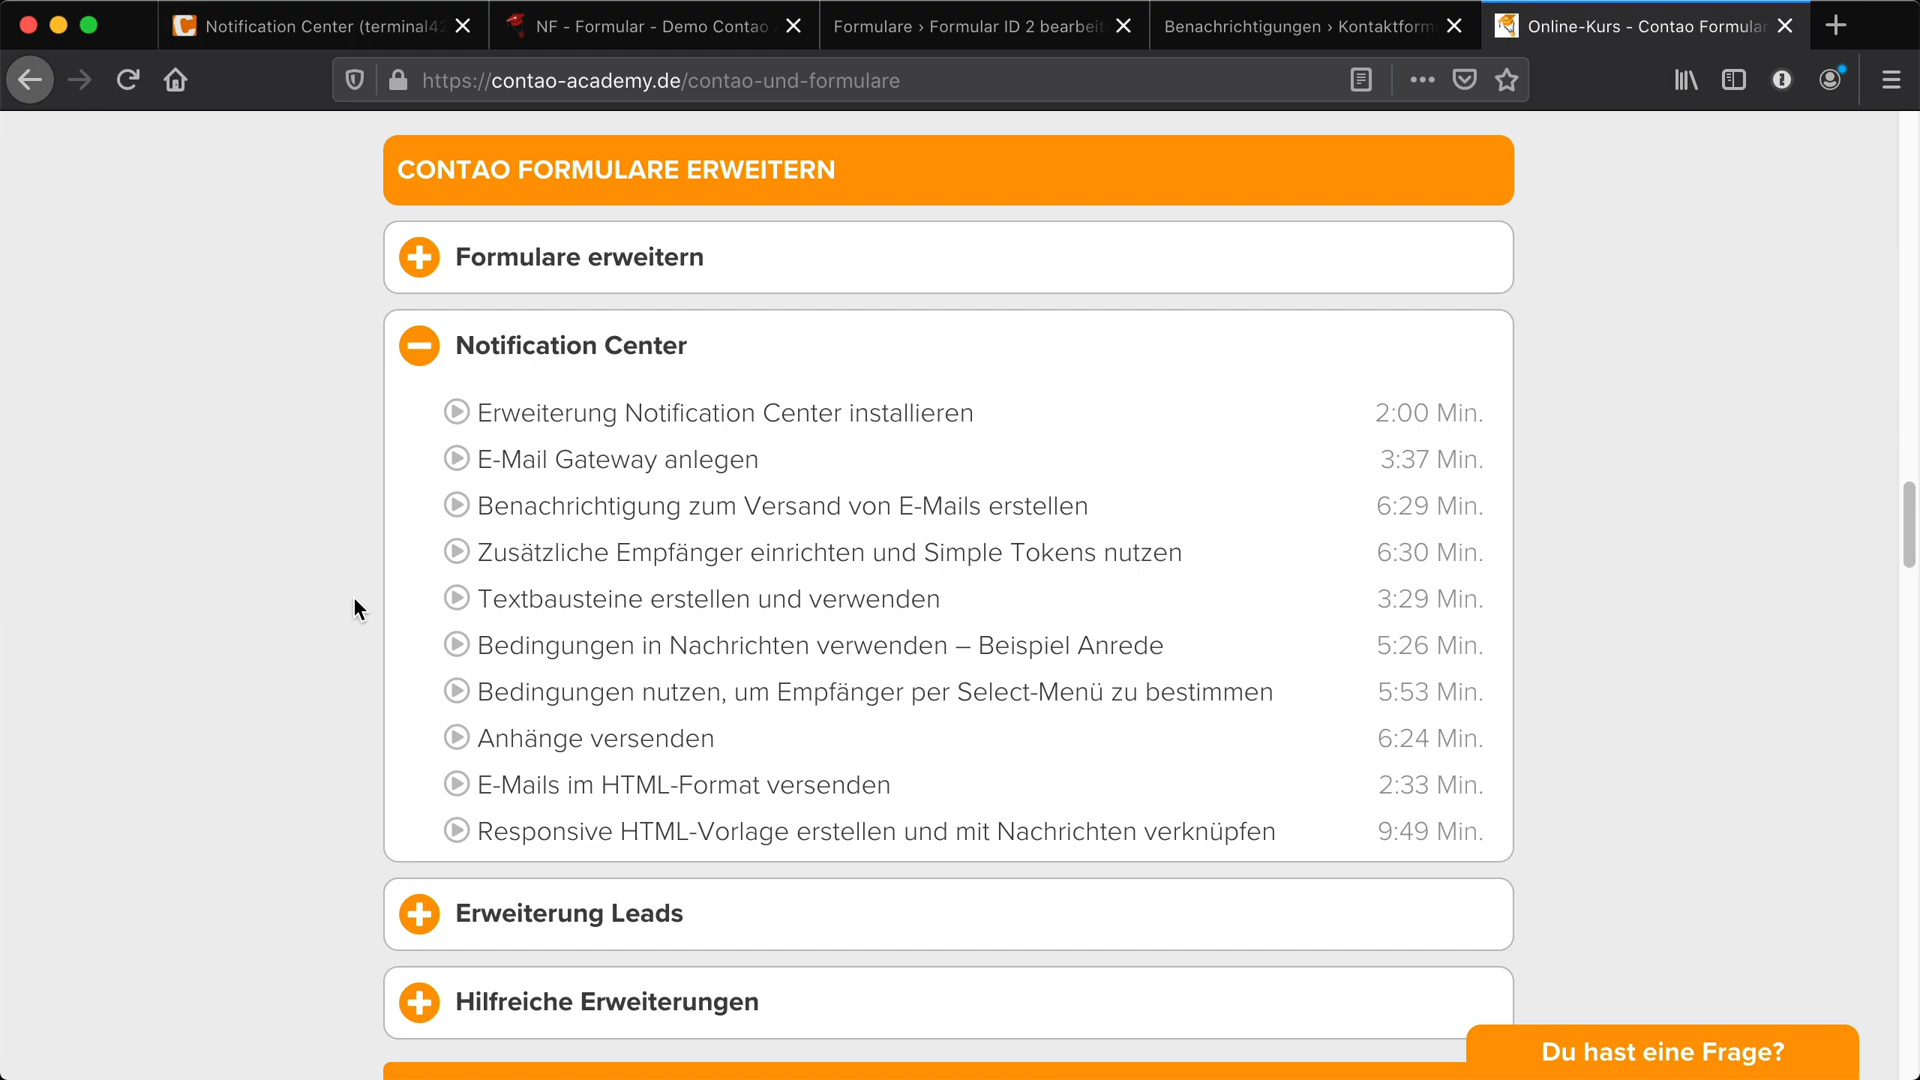 Notification Center (terminal42
NF - Formular - Demo Contao
Formulare › Formular ID 2 bearbeit
Benachrichtigungen › Kontaktform
Online-Kurs - Contao Formular
https://contao-academy.de/contao-und-formulare
CONTAO FORMULARE ERWEITERN
Formulare erweitern
Notification Center
Erweiterung Notification Center installieren 2:00 Min.
E-Mail Gateway anlegen 3:37 Min.
Benachrichtigung zum Versand von E-Mails erstellen 6:29 Min.
Zusätzliche Empfänger einrichten und Simple Tokens nutzen 6:30 Min.
Textbausteine erstellen und verwenden 3:29 Min.
Bedingungen in Nachrichten verwenden – Beispiel Anrede 5:26 Min.
Bedingungen nutzen, um Empfänger per Select-Menü zu bestimmen 5:53 Min.
Anhänge versenden 6:24 Min.
E-Mails im HTML-Format versenden 2:33 Min.
Responsive HTML-Vorlage erstellen und mit Nachrichten verknüpfen 9:49 Min.
Erweiterung Leads
Hilfreiche Erweiterungen
Du hast eine Frage?